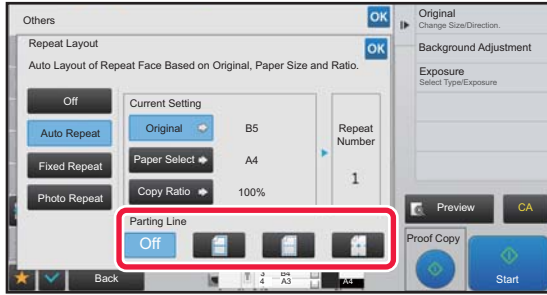 Others
OK
Original
Change Size/Direction.
Repeat Layout
OK
Background Adjustment
Auto Layout of Repeat Face Based on Original, Paper Size and Ratio.
Exposure
Select Type/Exposure
Off
Current Setting
Auto Repeat
Original
B5
Repeat
Number
Fixed Repeat
Paper Select
A4
1
Photo Repeat
Copy Ratio
100%
Preview
CA
Parting Line
Off
Proof Copy
Back
4
A3
A4
Start